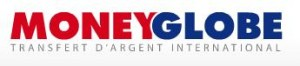 MONEYGLOBE
TRANSFERT D'ARGENT INTERNATIONAL